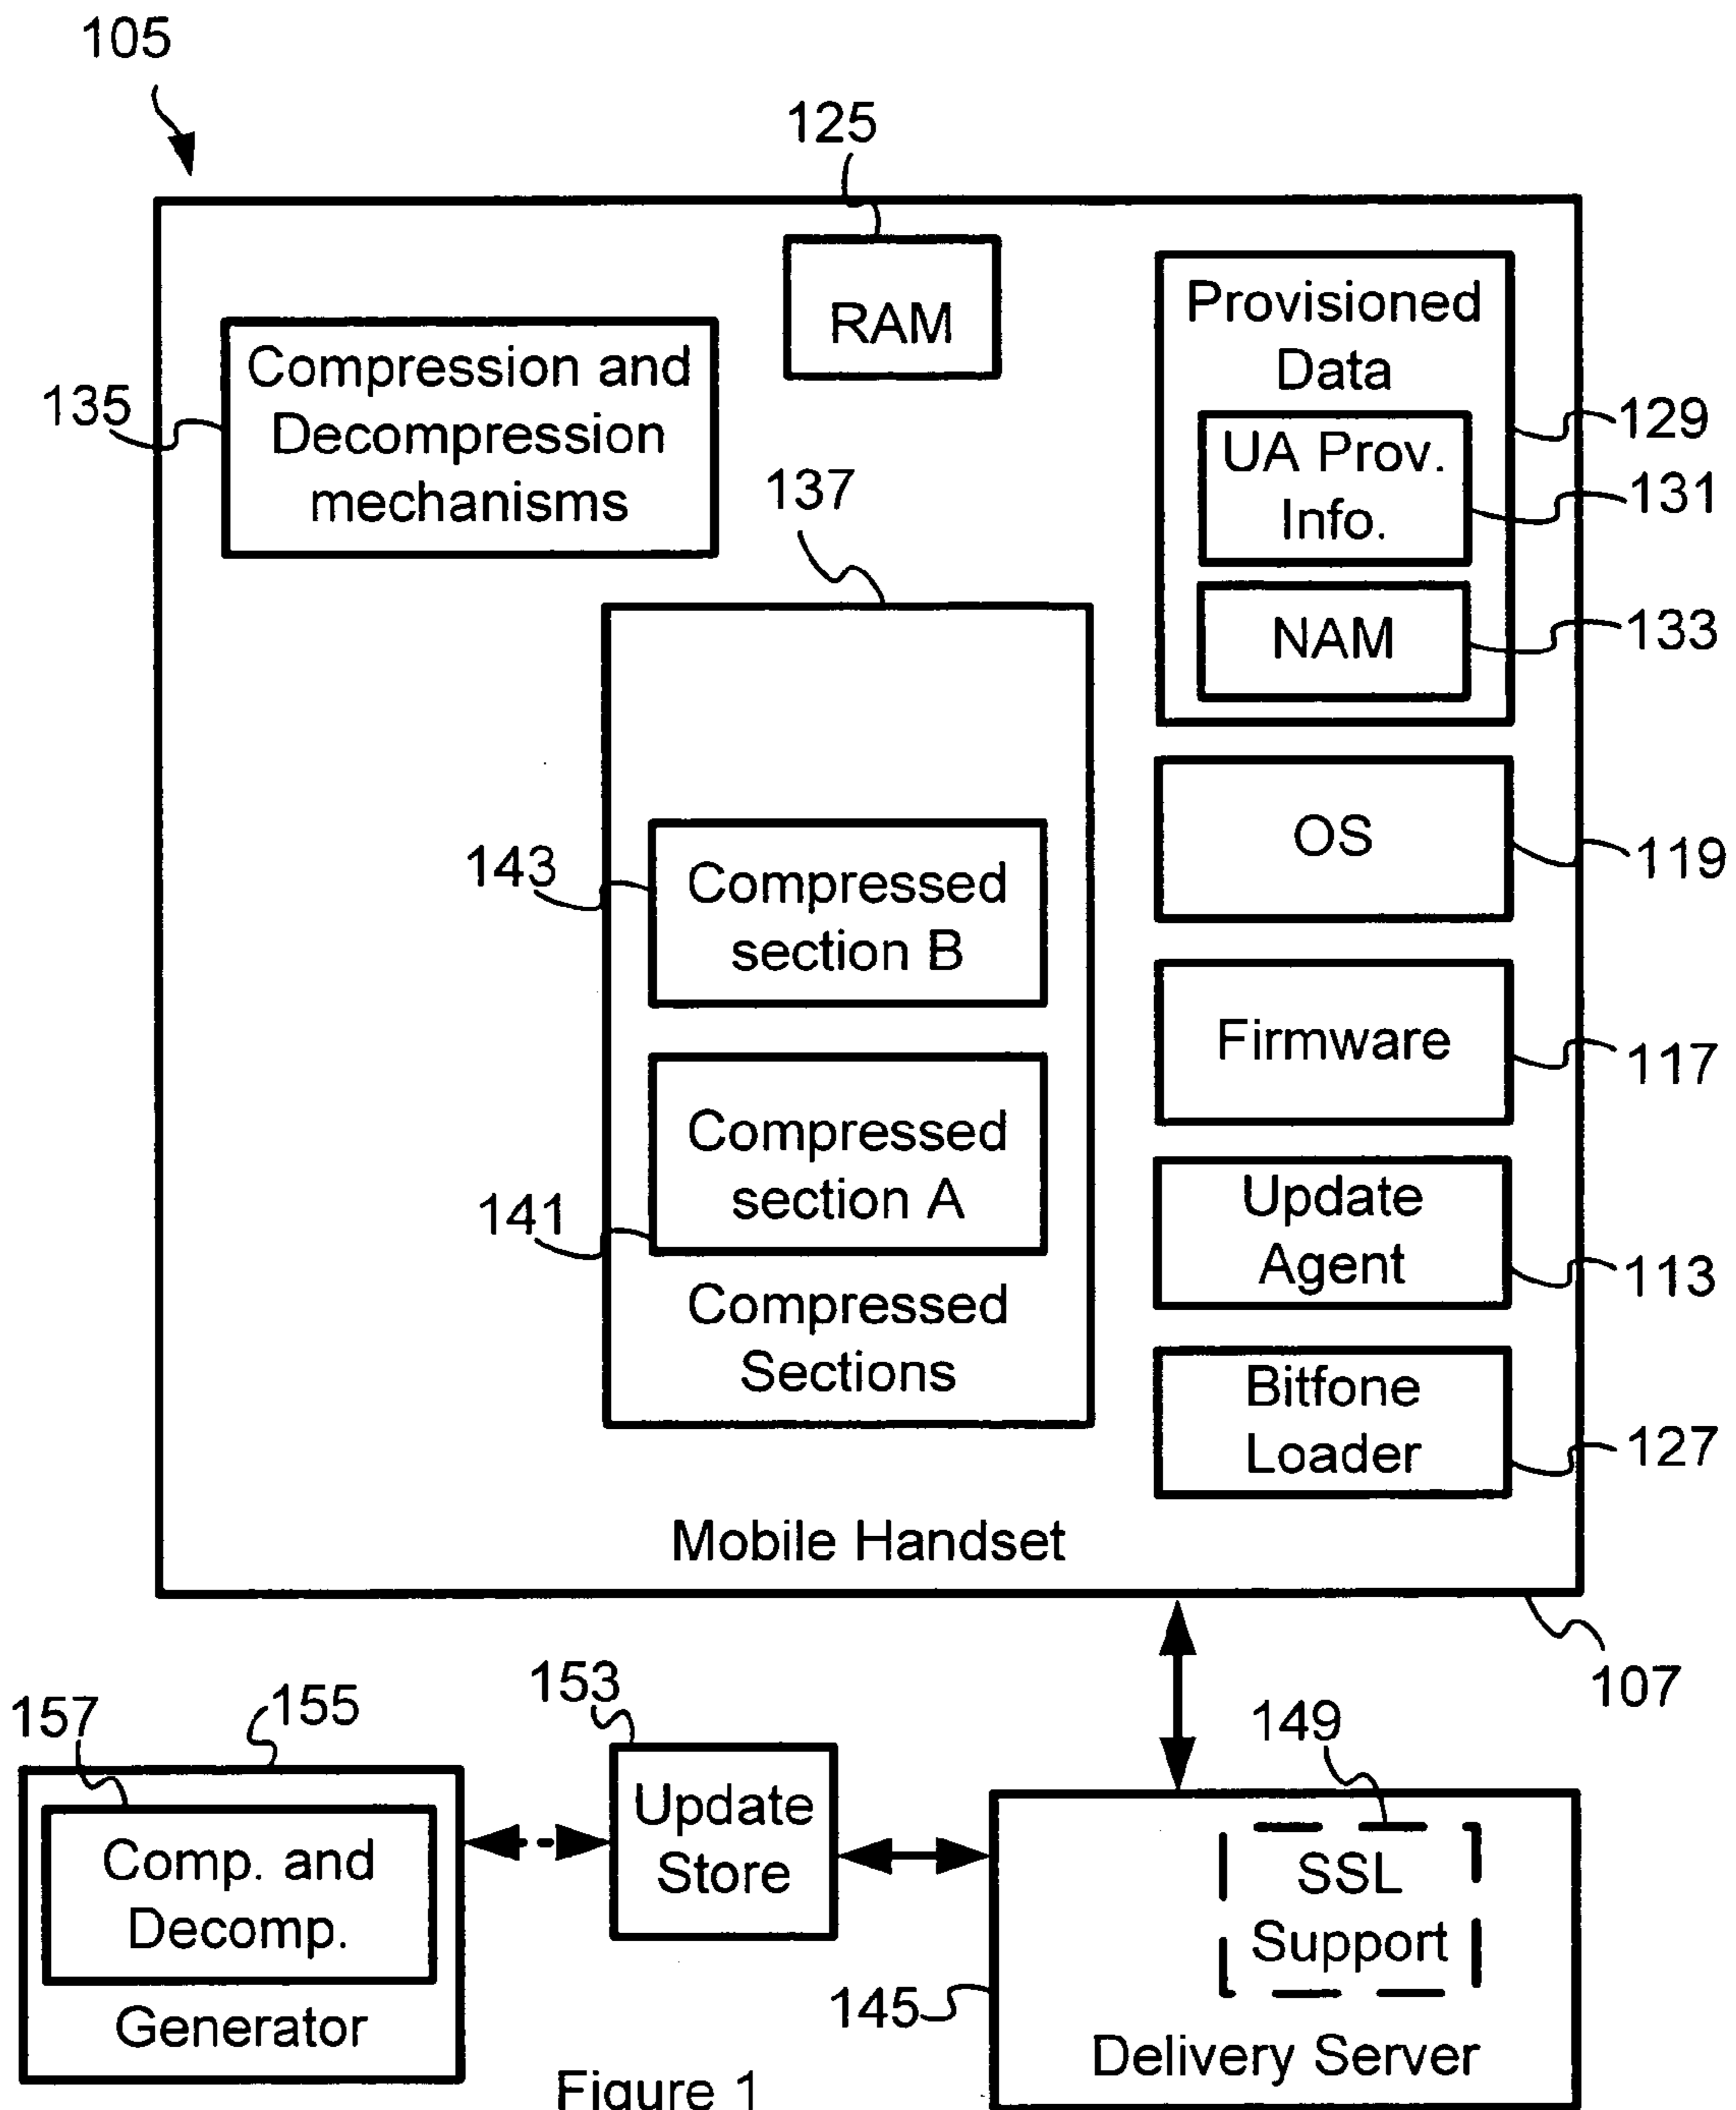 105
125
RAM
Provisioned
Data
129
UA Prov.
Info.
131
NAM
133
135
Compression and
Decompression
mechanisms
137
143
Compressed
section B
141
Compressed
section A
Compressed
Sections
OS
119
Firmware
117
Update
Agent
113
Bitfone
Loader
127
Mobile Handset
107
157
155
Comp. and
Decomp.
Generator
153
Update
Store
149
SSL
Support
145
Delivery Server
Figure 1